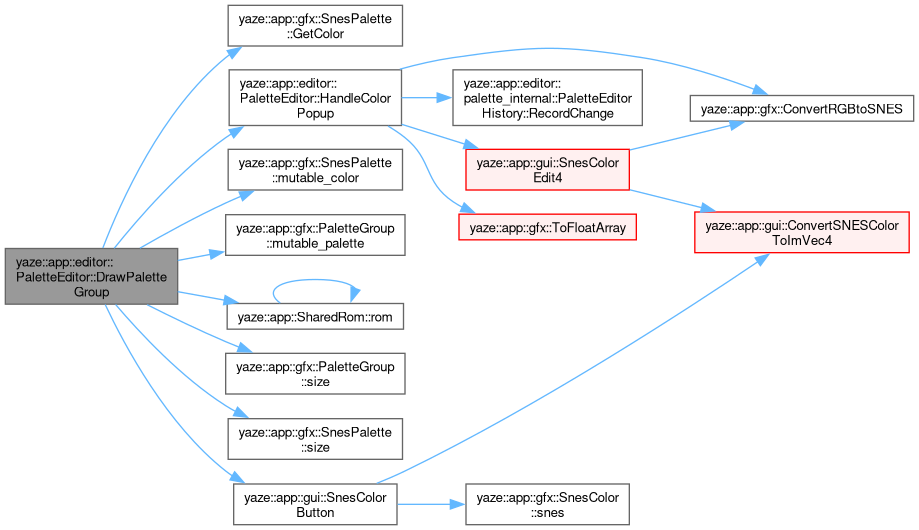 yaze::app::gfx::SnesPalette
::GetColor
yaze::app::editor::
PaletteEditor::HandleColor
Popup
yaze::app::editor::
palette_internal::PaletteEditor
History::RecordChange
yaze::app::gfx::ConvertRGBtoSNES
yaze::app::gfx::SnesPalette
::mutable_color
yaze::app::gui::SnesColor
Edit4
yaze::app::gfx::PaletteGroup
::mutable_palette
yaze::app::gfx::ToFloatArray
yaze::app::gui::ConvertSNESColor
ToImVec4
yaze::app::editor::
PaletteEditor::DrawPalette
Group
yaze::app::SharedRom::rom
yaze::app::gfx::PaletteGroup
::size
yaze::app::gfx::SnesPalette
::size
yaze::app::gui::SnesColor
Button
yaze::app::gfx::SnesColor
::snes